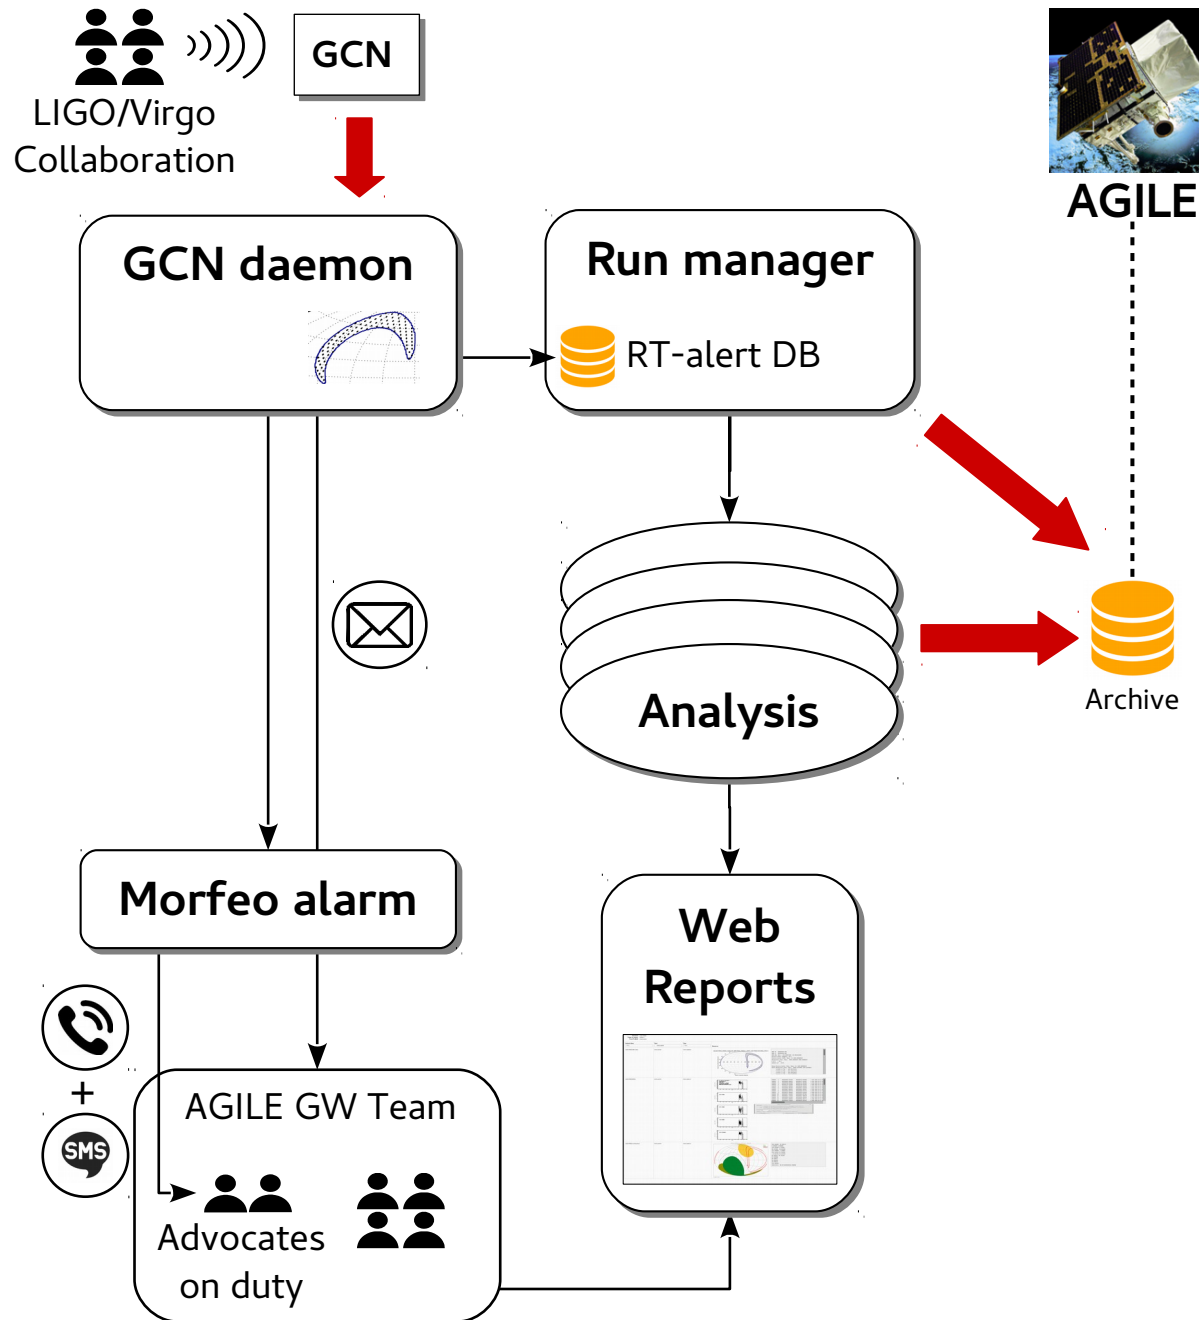 GCN
LIGO/Virgo
Collaboration
AGILE
GCN daemon
Run manager
RT-alert DB
Analysis
Archive
Morfeo alarm
Web
Reports
+
SMS
AGILE GW Team
Advocates
on duty